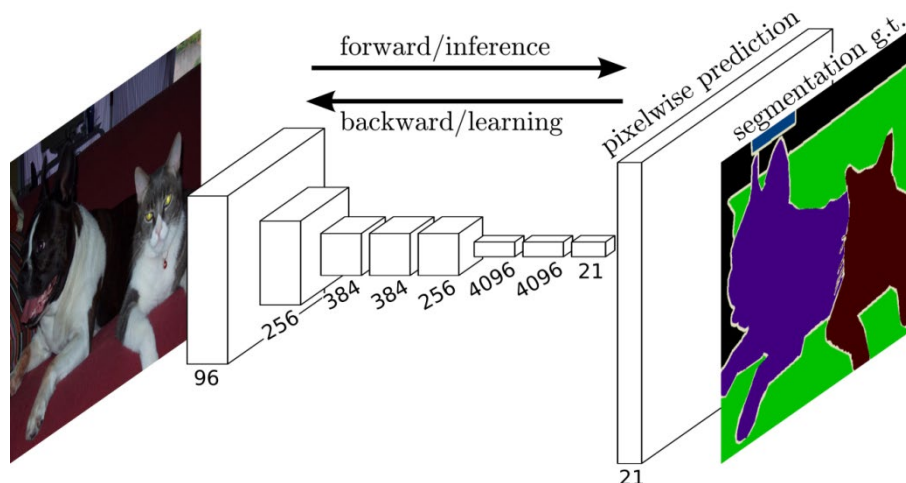 forward/inference
backward/learning
pixelwise prediction
segmentation g.t.
96
256
384
384
256
4096
4096
21
21